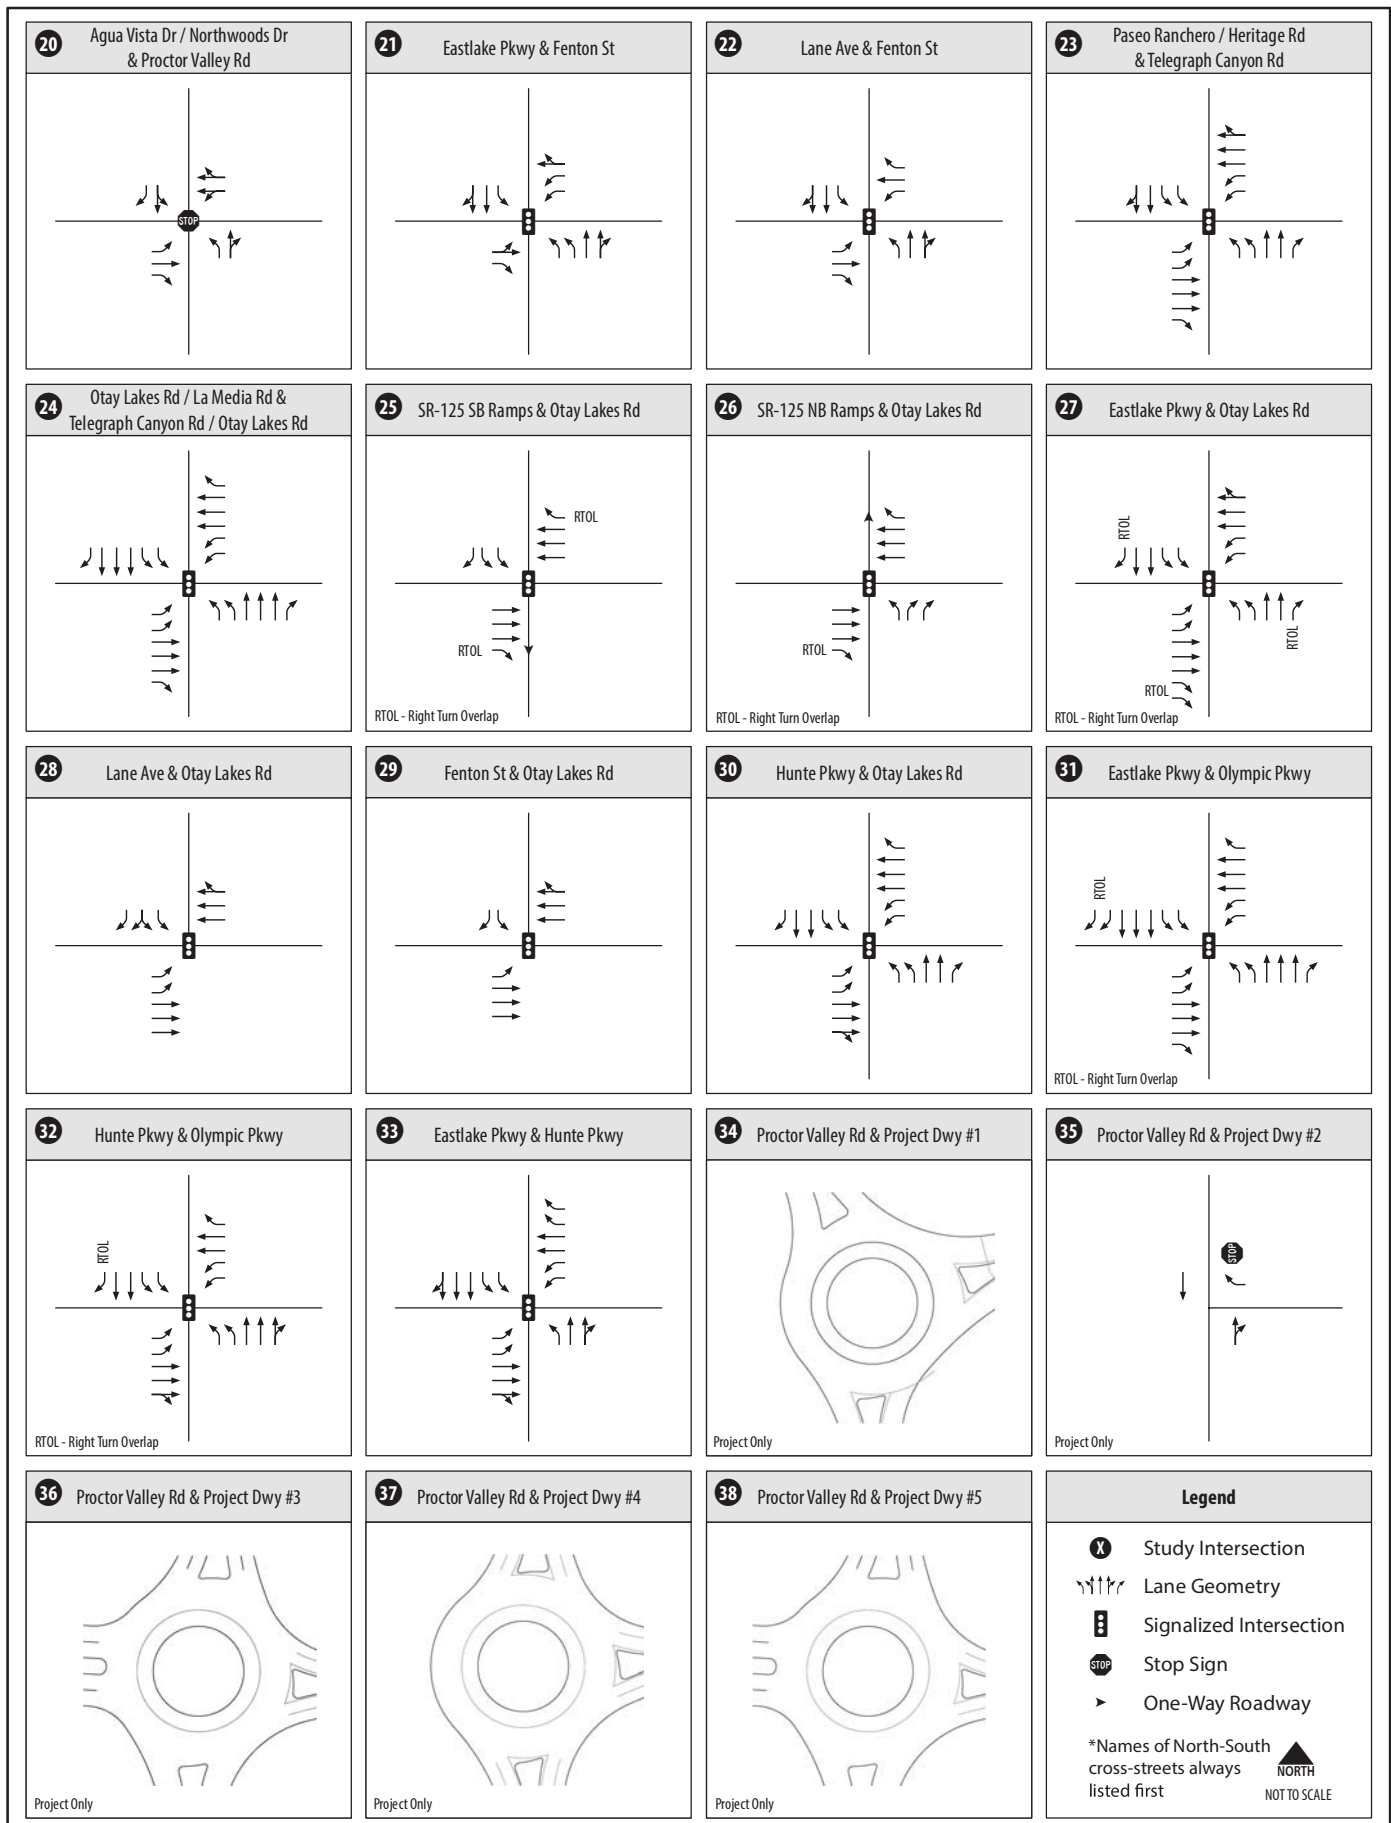 20
Agua Vista Dr / Northwoods Dr
& Proctor Valley Rd
STOP
21
Eastlake Pkwy & Fenton St
22
Lane Ave & Fenton St
23
Paseo Ranchero / Heritage Rd
& Telegraph Canyon Rd
24
Otay Lakes Rd / La Media Rd &
Telegraph Canyon Rd / Otay Lakes Rd
25
SR-125 SB Ramps & Otay Lakes Rd
RTOL
RTOL
RTOL - Right Turn Overlap
26
SR-125 NB Ramps & Otay Lakes Rd
RTOL
RTOL - Right Turn Overlap
27
Eastlake Pkwy & Otay Lakes Rd
RTOL
RTOL
RTOL
RTOL - Right Turn Overlap
28
Lane Ave & Otay Lakes Rd
29
Fenton St & Otay Lakes Rd
30
Hunte Pkwy & Otay Lakes Rd
31
Eastlake Pkwy & Olympic Pkwy
RTOL
RTOL - Right Turn Overlap
32
Hunte Pkwy & Olympic Pkwy
RTOL
RTOL - Right Turn Overlap
33
Eastlake Pkwy & Hunte Pkwy
34
Proctor Valley Rd & Project Dwy #1
Project Only
35
Proctor Valley Rd & Project Dwy #2
STOP
Project Only
36
Proctor Valley Rd & Project Dwy #3
Project Only
37
Proctor Valley Rd & Project Dwy #4
Project Only
38
Proctor Valley Rd & Project Dwy #5
Project Only
Legend
X Study Intersection
Lane Geometry
Signalized Intersection
STOP Stop Sign
One-Way Roadway
*Names of North-South
cross-streets always
listed first
NORTH
NOT TO SCALE